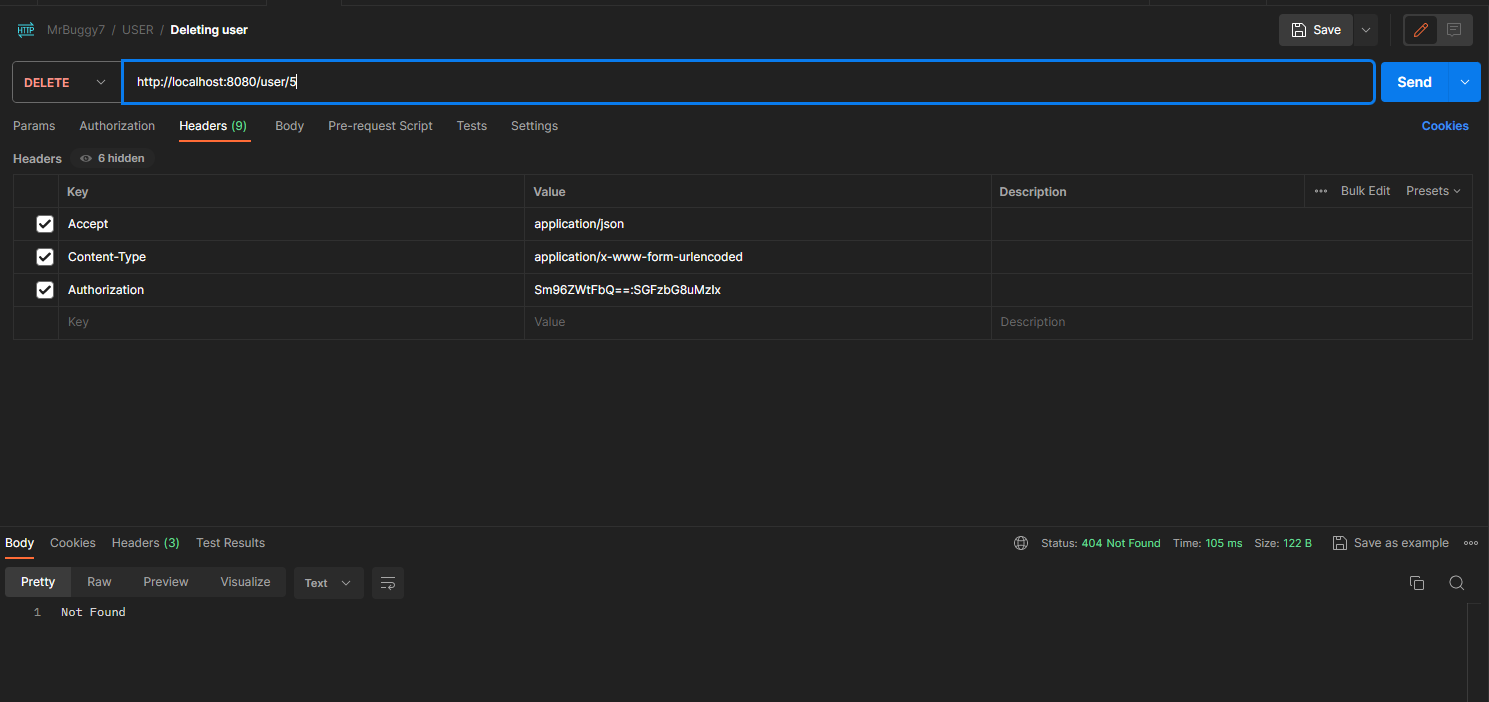 HTTP MrBuggy7 / USER / Deleting user Save
DELETE http://localhost:8080/user/5 Send
Params Authorization Headers (9) Body Pre-request Script Tests Settings Cookies
Headers 6 hidden
Key Value Description Bulk Edit Presets
Accept application/json
Content-Type application/x-www-form-urlencoded
Authorization Sm96ZWtFbQ==:SGFzbG8uMzIx
Key Value Description
Body Cookies Headers (3) Test Results Status: 404 Not Found Time: 105 ms Size: 122 B Save as example
Pretty Raw Preview Visualize Text
1 Not Found